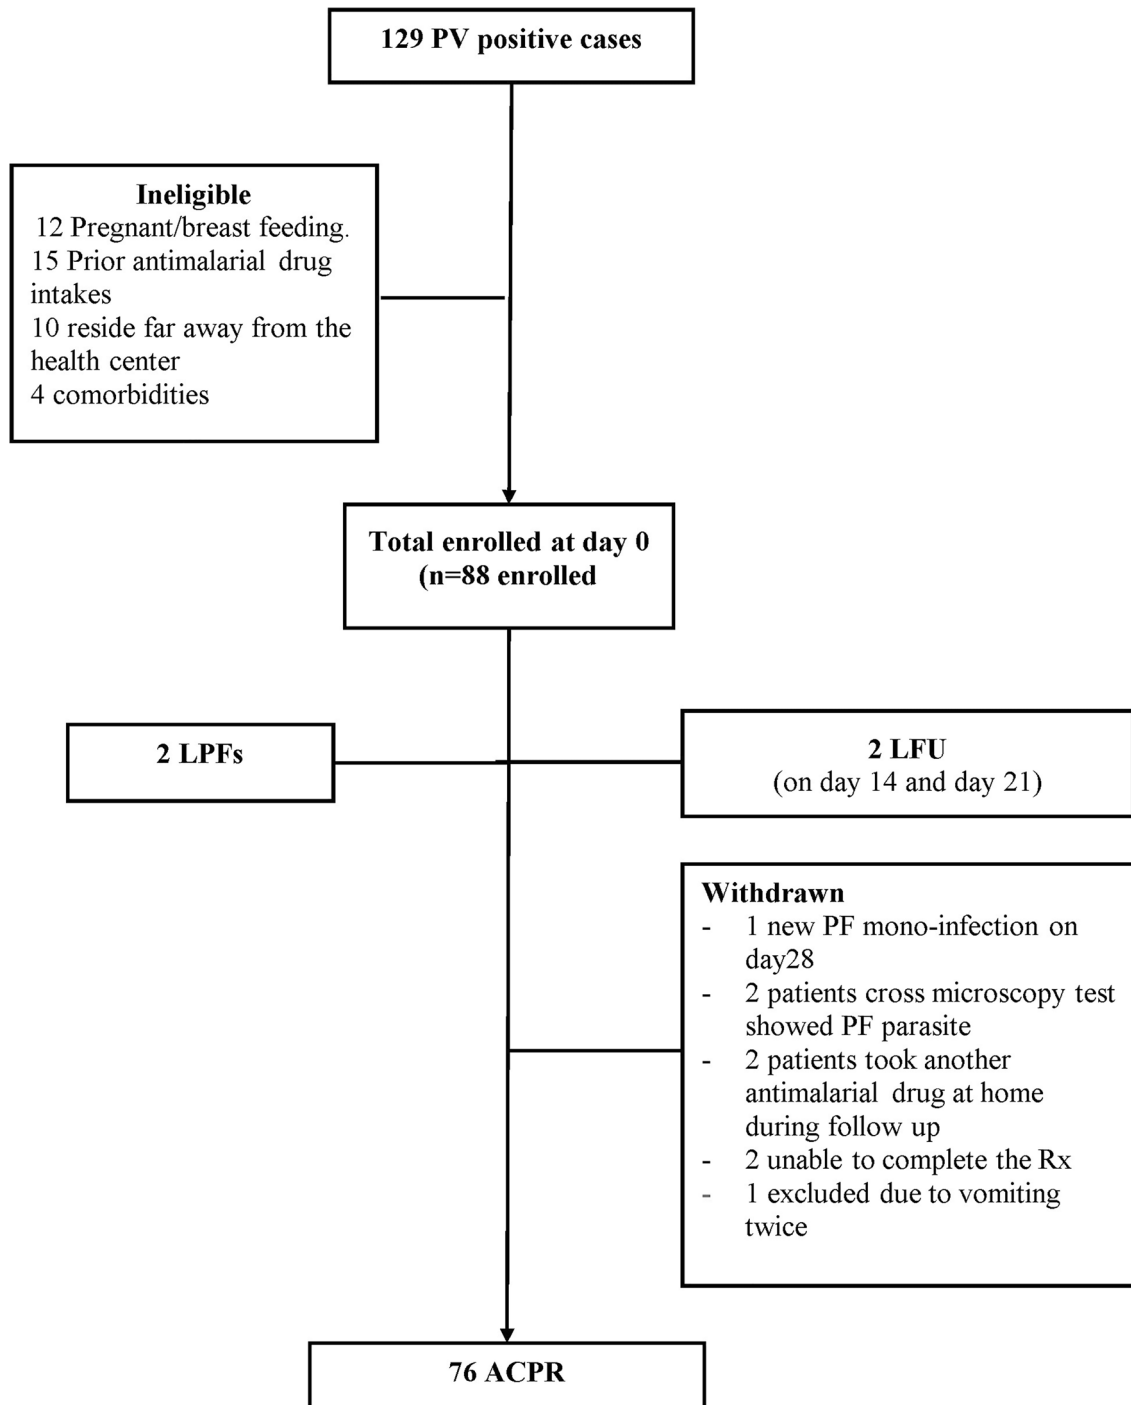 129 PV positive cases
Ineligible
12 Pregnant/breast feeding.
15 Prior antimalarial drug
intakes
10 reside far away from the
health center
4 comorbidities
Total enrolled at day 0
(n=88 enrolled
2 LPFs
2 LFU
(on day 14 and day 21)
Withdrawn
- 1 new PF mono-infection on
day28
- 2 patients cross microscopy test
showed PF parasite
- 2 patients took another
antimalarial drug at home
during follow up
- 2 unable to complete the Rx
- 1 excluded due to vomiting
twice
76 ACPR